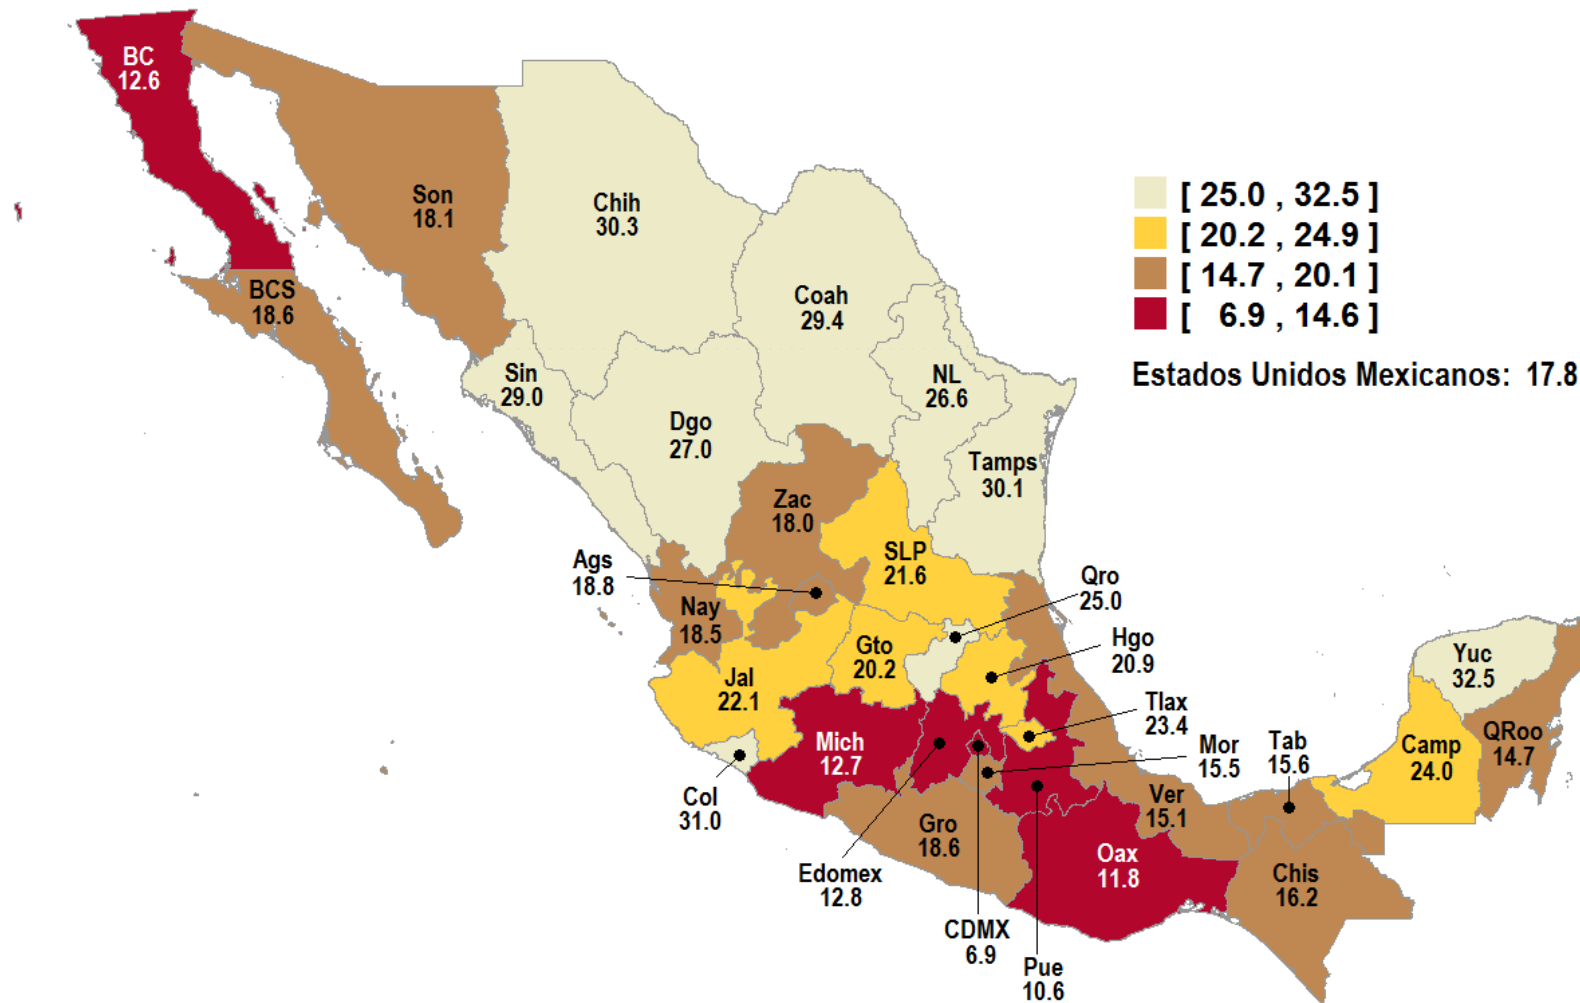 BC
12.6
Son
18.1
Chih
30.3
[ 25.0 , 32.5 ]
[ 20.2 , 24.9 ]
[ 14.7 , 20.1 ]
[ 6.9 , 14.6 ]
Estados Unidos Mexicanos: 17.8
BCS
18.6
Coah
29.4
Sin
29.0
NL
26.6
Dgo
27.0
Tamps
30.1
Zac
18.0
SLP
21.6
Ags
18.8
Qro
25.0
Nay
18.5
Hgo
20.9
Gto
20.2
Yuc
32.5
Jal
22.1
Tlax
23.4
Mich
12.7
Mor
15.5
Tab
15.6
Camp
24.0
QRoo
14.7
Col
31.0
Ver
15.1
Gro
18.6
Edomex
12.8
Oax
11.8
Chis
16.2
CDMX
6.9
Pue
10.6